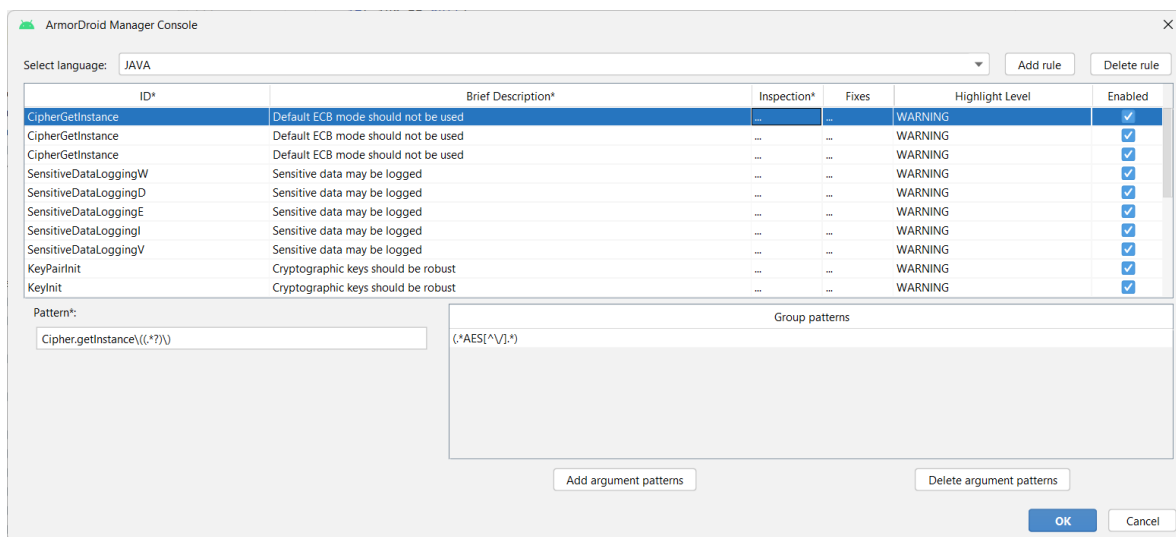 ArmorDroid Manager Console
Select language: JAVA Add rule Delete rule
ID* Brief Description* Inspection* Fixes Highlight Level Enabled
CipherGetInstance Default ECB mode should not be used ... ... WARNING
CipherGetInstance Default ECB mode should not be used ... ... WARNING
CipherGetInstance Default ECB mode should not be used ... ... WARNING
SensitiveDataLoggingW Sensitive data may be logged ... ... WARNING
SensitiveDataLoggingD Sensitive data may be logged ... ... WARNING
SensitiveDataLoggingE Sensitive data may be logged ... ... WARNING
SensitiveDataLoggingI Sensitive data may be logged ... ... WARNING
SensitiveDataLoggingV Sensitive data may be logged ... ... WARNING
KeyPairInit Cryptographic keys should be robust ... ... WARNING
KeyInit Cryptographic keys should be robust ... ... WARNING
Pattern*: Group patterns
Cipher.getInstance\((.*?)\) (.*AES[^\/].*)
Add argument patterns Delete argument patterns
OK Cancel